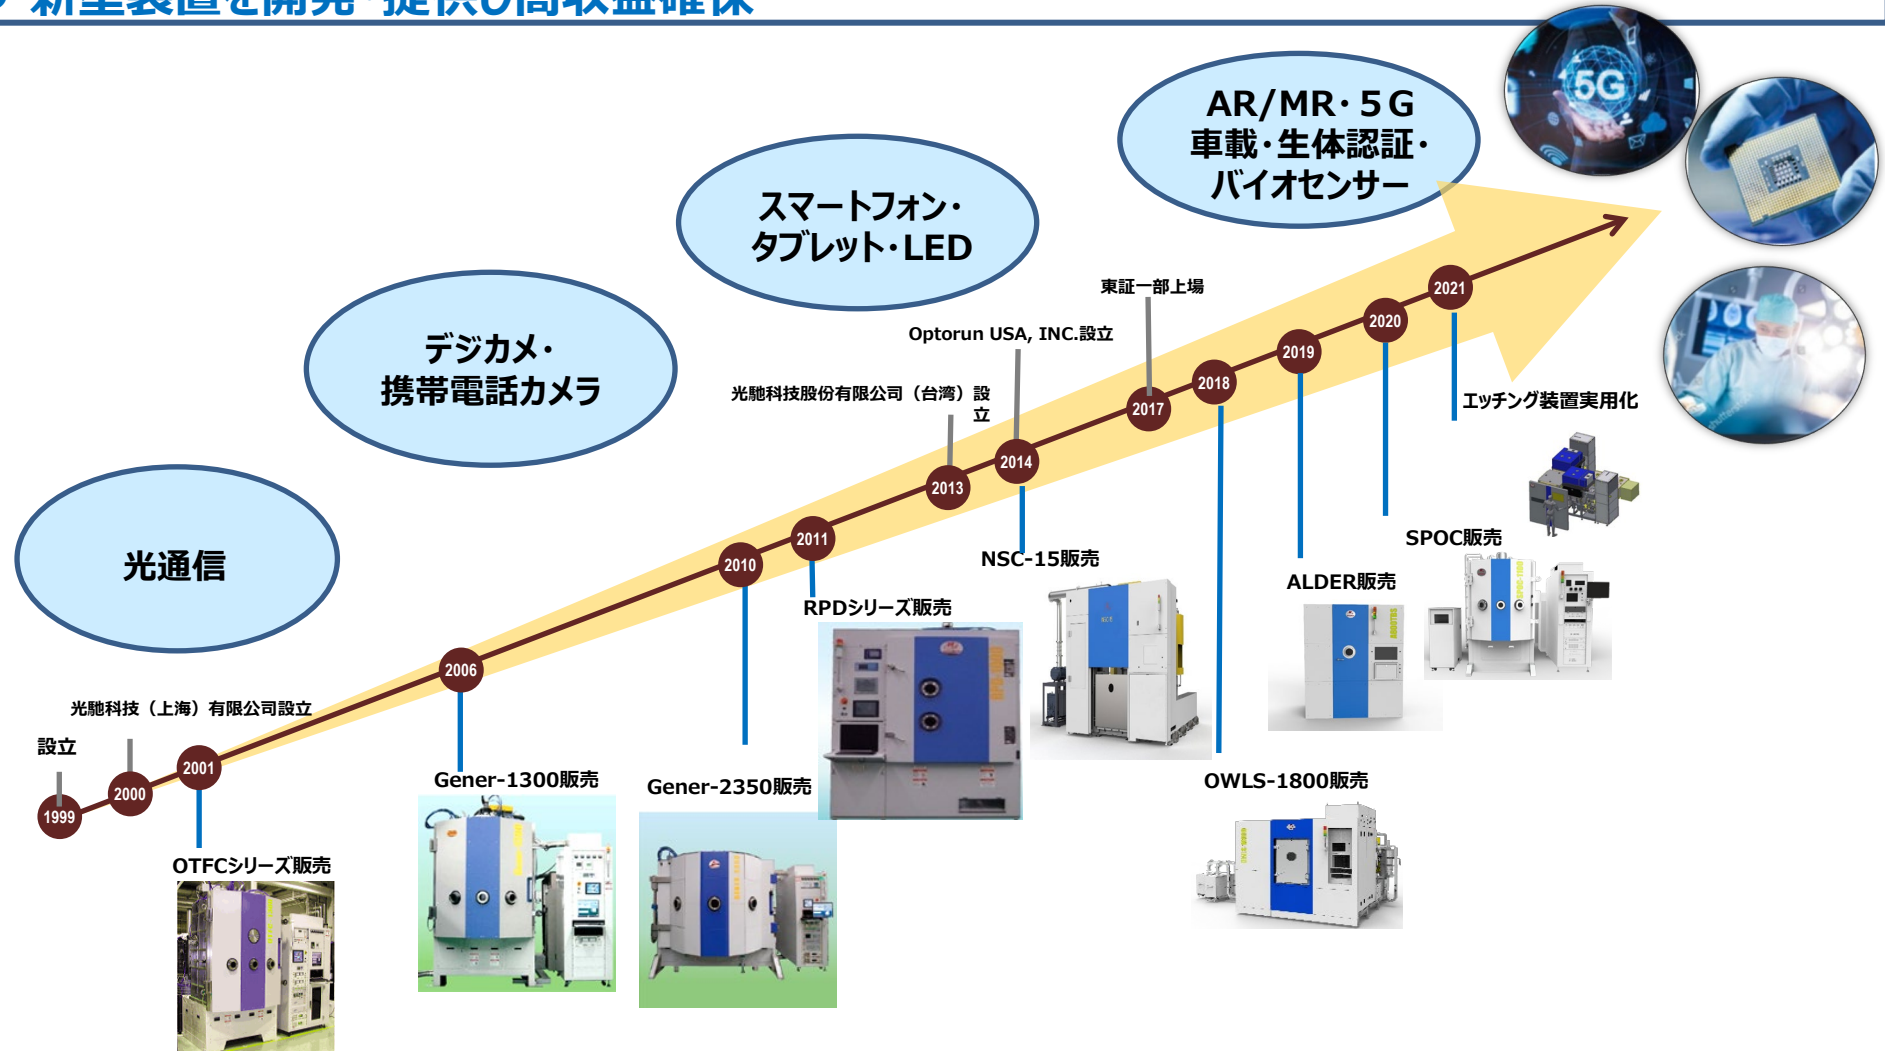 新型装置を開発・提供し高収益確保
AR/MR・５G
車載・生体認証・
バイオセンサー
5G
スマートフォン・
タブレット・LED
デジカメ・
携帯電話カメラ
光通信
東証一部上場
Optorun USA, INC.設立
光馳科技股份有限公司（台湾）設
立
光馳科技（上海）有限公司設立
設立
1999
2000
2001
2006
2010
2011
2013
2014
2017
2018
2019
2020
2021
エッチング装置実用化
SPOC販売
ALDER販売
NSC-15販売
RPDシリーズ販売
OWLS-1800販売
Gener-1300販売
Gener-2350販売
OTFCシリーズ販売